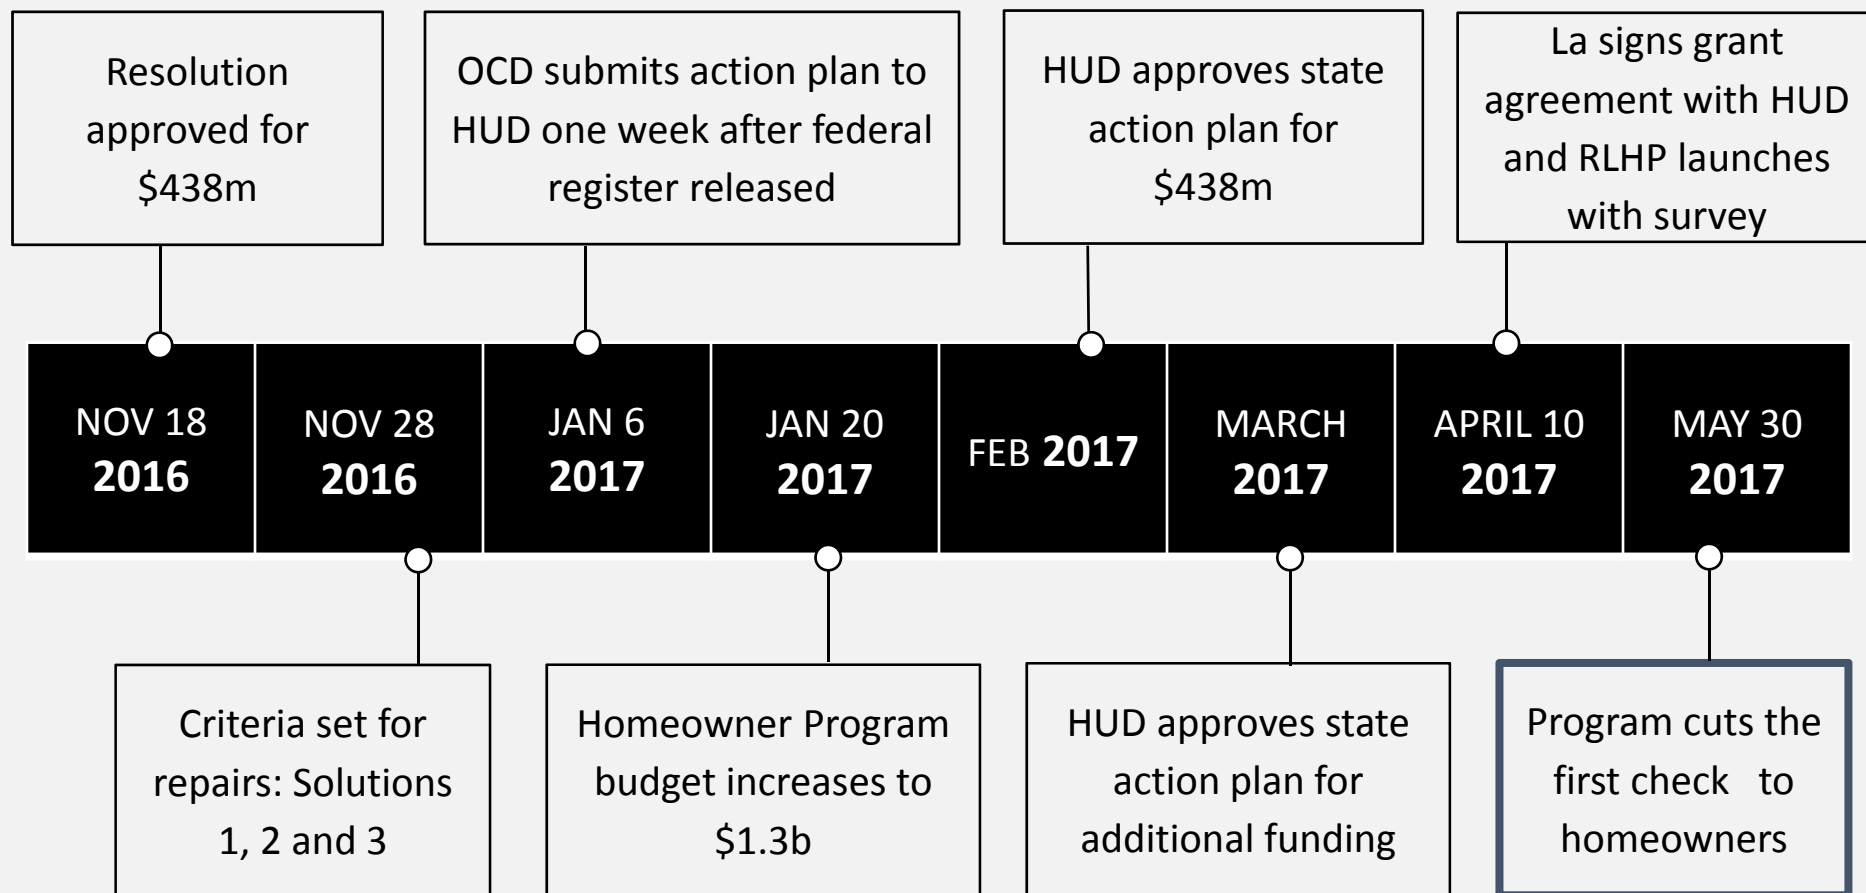 Resolution
approved for
$438m
OCD submits action plan to
HUD one week after federal
register released
HUD approves state
action plan for
$438m
La signs grant
agreement with HUD
and RLHP launches
with survey
NOV 18
2016
NOV 28
2016
JAN 6
2017
JAN 20
2017
FEB 2017
MARCH
2017
APRIL 10
2017
MAY 30
2017
Criteria set for
repairs: Solutions
1, 2 and 3
Homeowner Program
budget increases to
$1.3b
HUD approves state
action plan for
additional funding
Program cuts the
first check to
homeowners